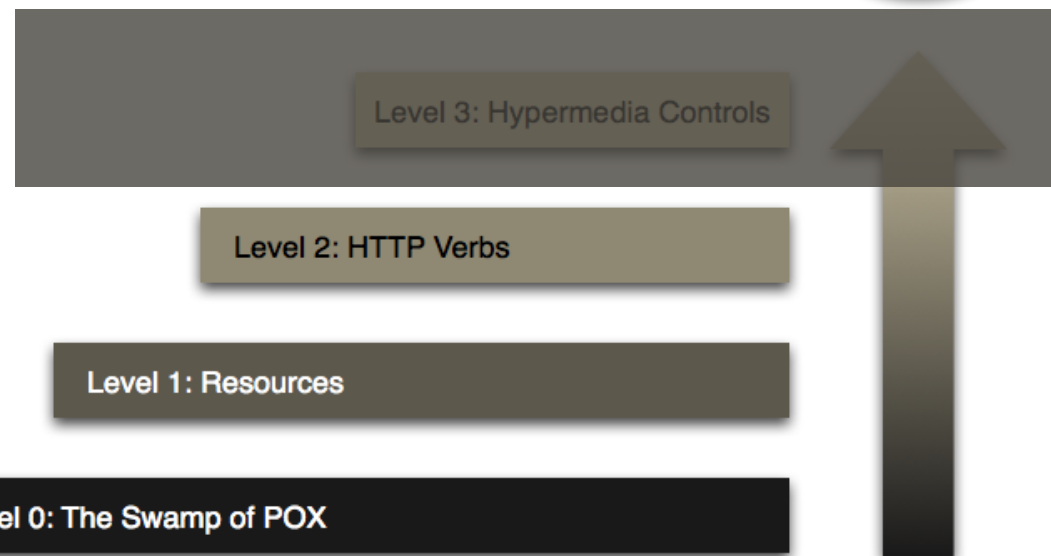 Level 3: Hypermedia Controls
Level 2: HTTP Verbs
Level 1: Resources
el 0: The Swamp of POX